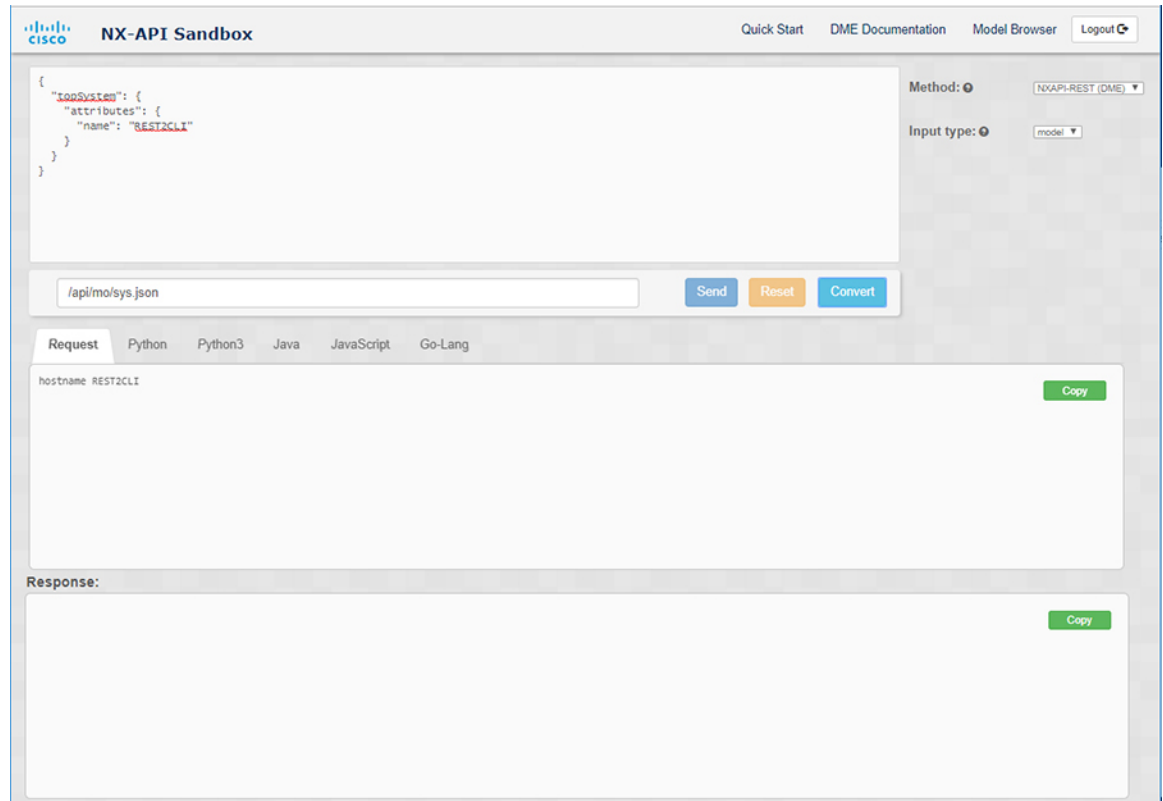 CISCO NX-API Sandbox Quick Start DME Documentation Model Browser Logout
{
"topSystem": {
"attributes": {
"name": "REST2CLI"
}
}
}
Method: NXAPI-REST (DME)
Input type: model
/api/mo/sys.json Send Reset Convert
Request Python Python3 Java JavaScript Go-Lang
hostname REST2CLI
Copy
Response:
Copy